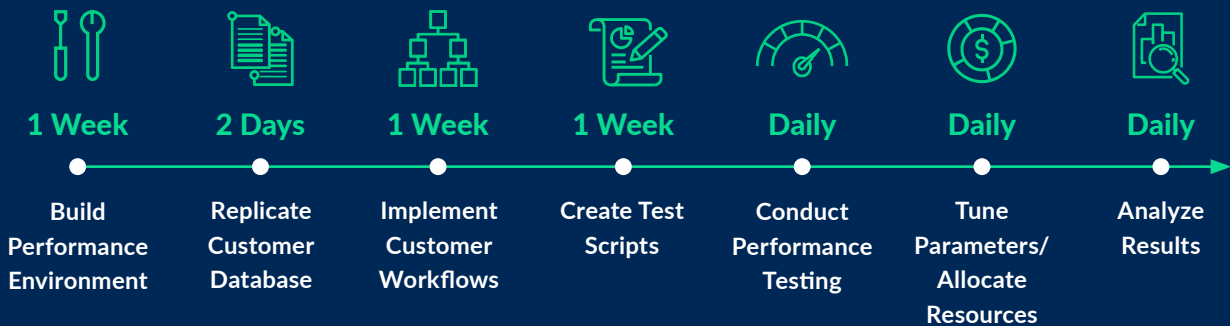 1 Week
2 Days
1 Week
1 Week
Daily
Daily
Daily
Build
Performance
Environment
Replicate
Customer
Database
Implement
Customer
Workflows
Create Test
Scripts
Conduct
Performance
Testing
Tune
Parameters/
Allocate
Resources
Analyze
Results